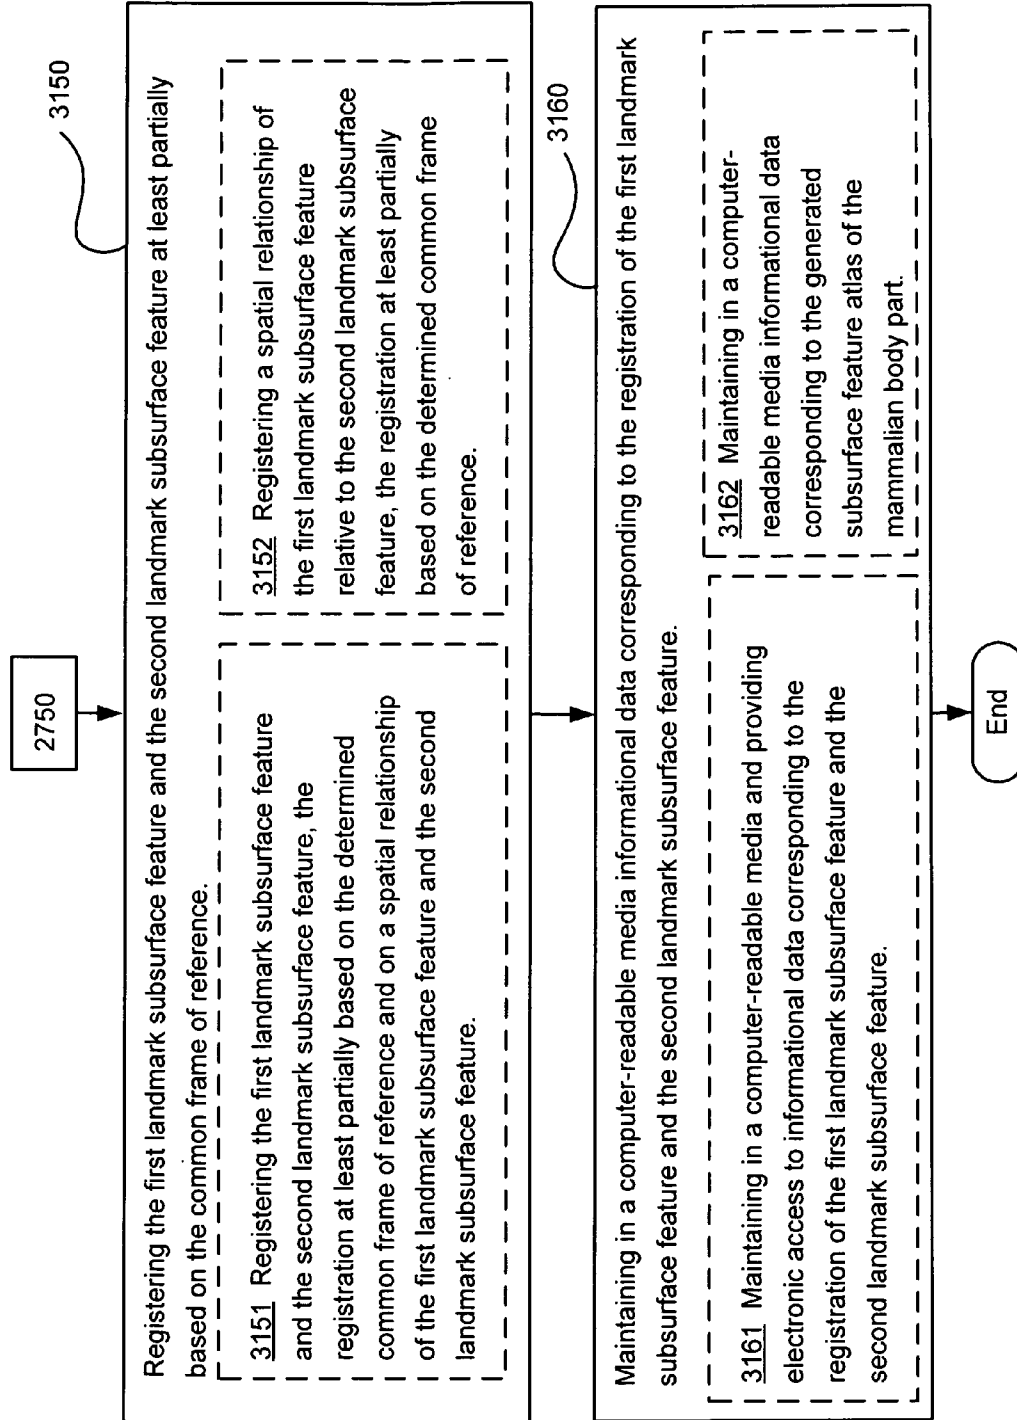 2750
3150
Registering the first landmark subsurface feature and the second landmark subsurface feature at least partially
based on the common frame of reference.
3151 Registering the first landmark subsurface feature
and the second landmark subsurface feature, the
registration at least partially based on the determined
common frame of reference and on a spatial relationship
of the first landmark subsurface feature and the second
landmark subsurface feature.
3152 Registering a spatial relationship of
the first landmark subsurface feature
relative to the second landmark subsurface
feature, the registration at least partially
based on the determined common frame
of reference.
3160
Maintaining in a computer-readable media informational data corresponding to the registration of the first landmark
subsurface feature and the second landmark subsurface feature.
3161 Maintaining in a computer-readable media and providing
electronic access to informational data corresponding to the
registration of the first landmark subsurface feature and the
second landmark subsurface feature.
3162 Maintaining in a computer-
readable media informational data
corresponding to the generated
subsurface feature atlas of the
mammalian body part.
End